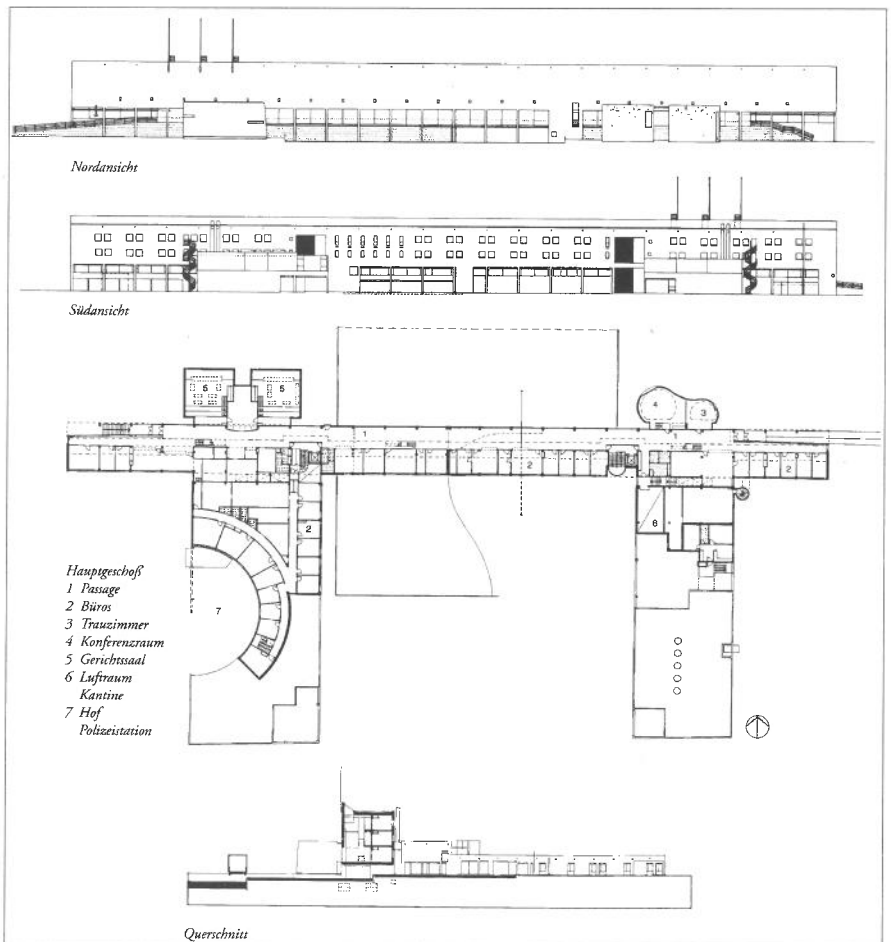 Nordansicht
Südansicht
5
5
4
3
1
1
2
2
2
6
7
Hauptgeschoß
1 Passage
2 Büros
3 Trauzimmer
4 Konferenzraum
5 Gerichtssaal
6 Luftraum
Kantine
7 Hof
Polizeistation
Querschnitt